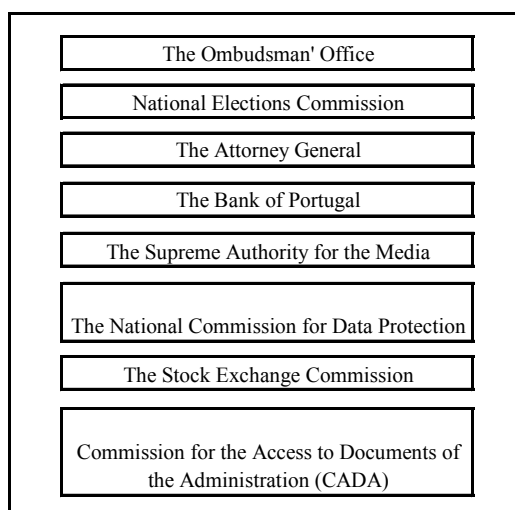 The Ombudsman' Office
National Elections Commission
The Attorney General
The Bank of Portugal
The Supreme Authority for the Media
The National Commission for Data Protection
The Stock Exchange Commission
Commission for the Access to Documents of
the Administration (CADA)